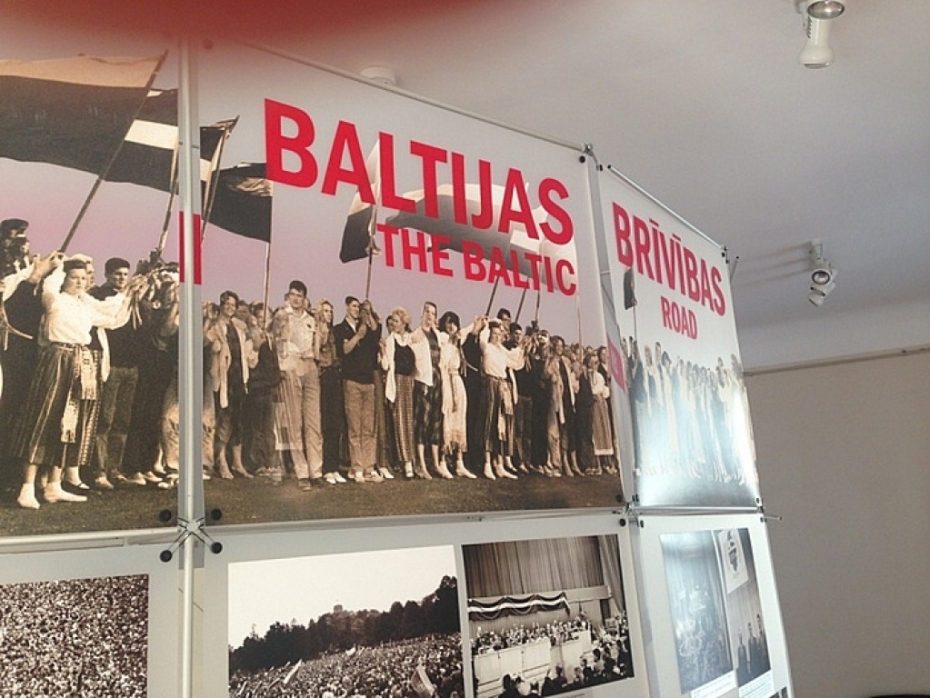 BALTIJAS
THE BALTIC
BRĪVĪBAS
ROAD